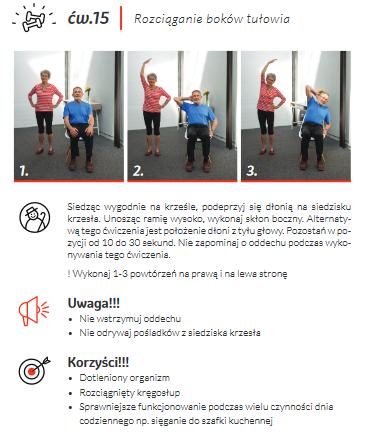 ćw.15 | Rozciąganie boków tułowia
1. 2. 3.
Siedząc wygodnie na krześle, podeprzyj się dłonią na siedzisku
krzesła. Unosząc ramię wysoko, wykonaj skłon boczny. Alternaty-
wą tego ćwiczenia jest położenie dłoni z tyłu głowy. Pozostań w po-
zycji od 10 do 30 sekund. Nie zapominaj o oddechu podczas wyko-
nywania tego ćwiczenia.
! Wykonaj 1-3 powtórzeń na prawą i na lewa stronę
Uwaga!!!
• Nie wstrzymuj oddechu
• Nie odrywaj pośladków z siedziska krzesła
Korzyści!!!
• Dotleniony organizm
• Rozciągnięty kręgosłup
• Sprawniejsze funkcjonowanie podczas wielu czynności dnia
codziennego np. sięganie do szafki kuchennej